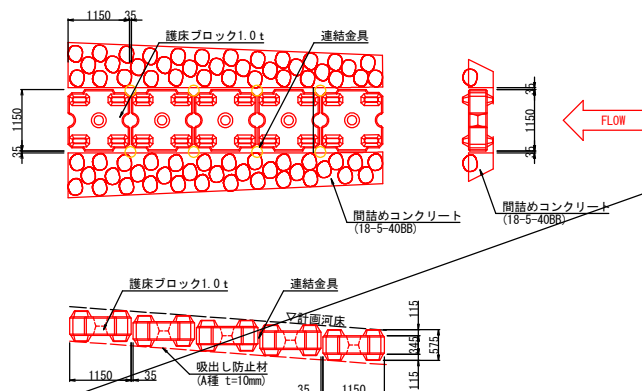 1150
35
護床ブロック1.0t
連結金具
1150
35
35
1150
35
FLOW
間詰めコンクリート
(18-5-40BB)
間詰めコンクリート
(18-5-40BB)
護床ブロック1.0t
連結金具
▽計画河床
115
345
575
115
吸出し防止材
(A種 t=10mm)
1150
35
35
1150